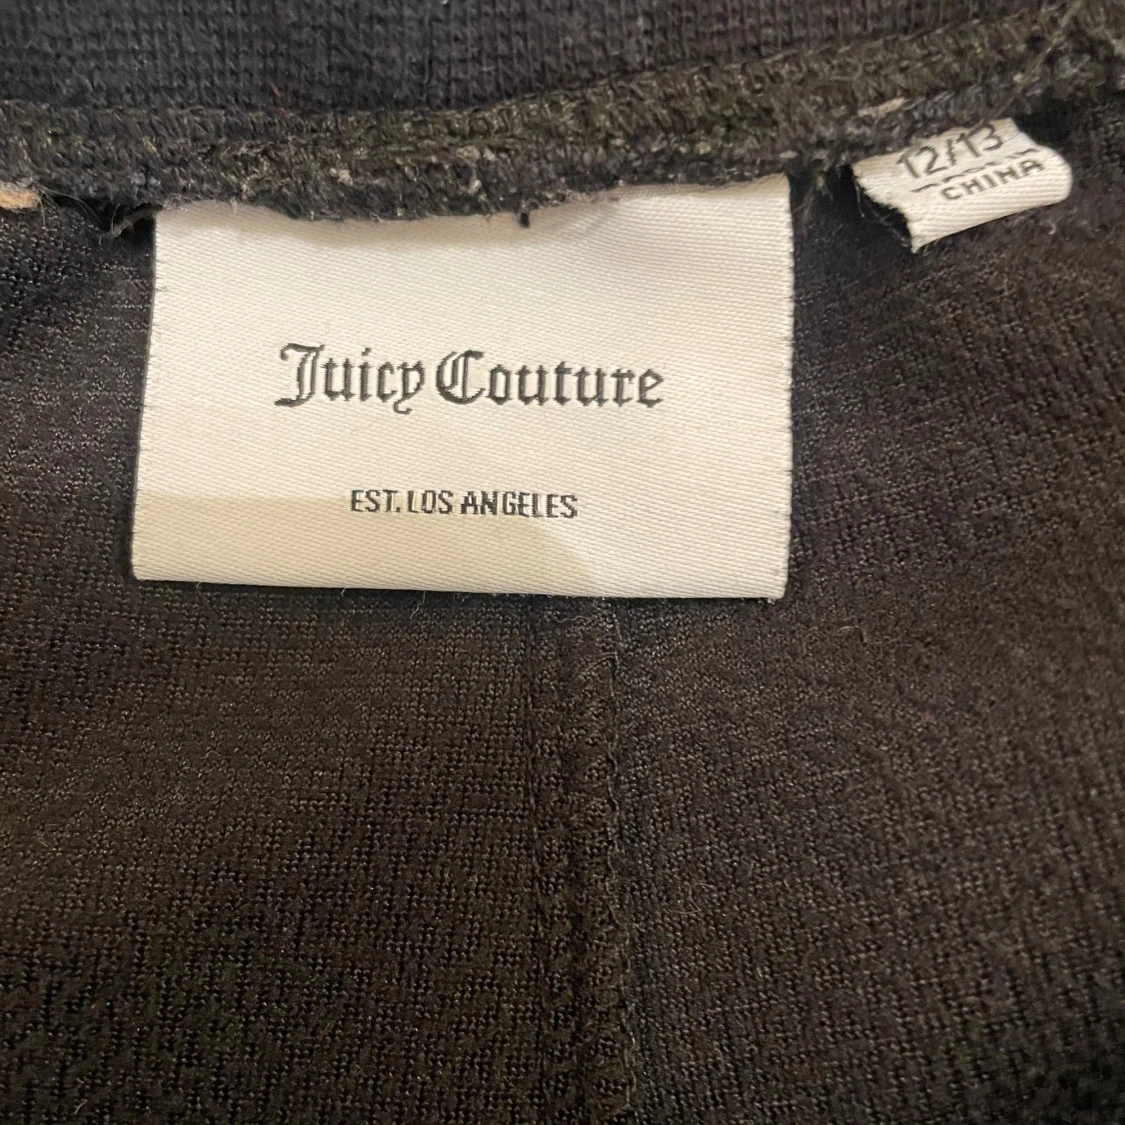 12/13
CHINA
Juicy Couture
EST. LOS ANGELES